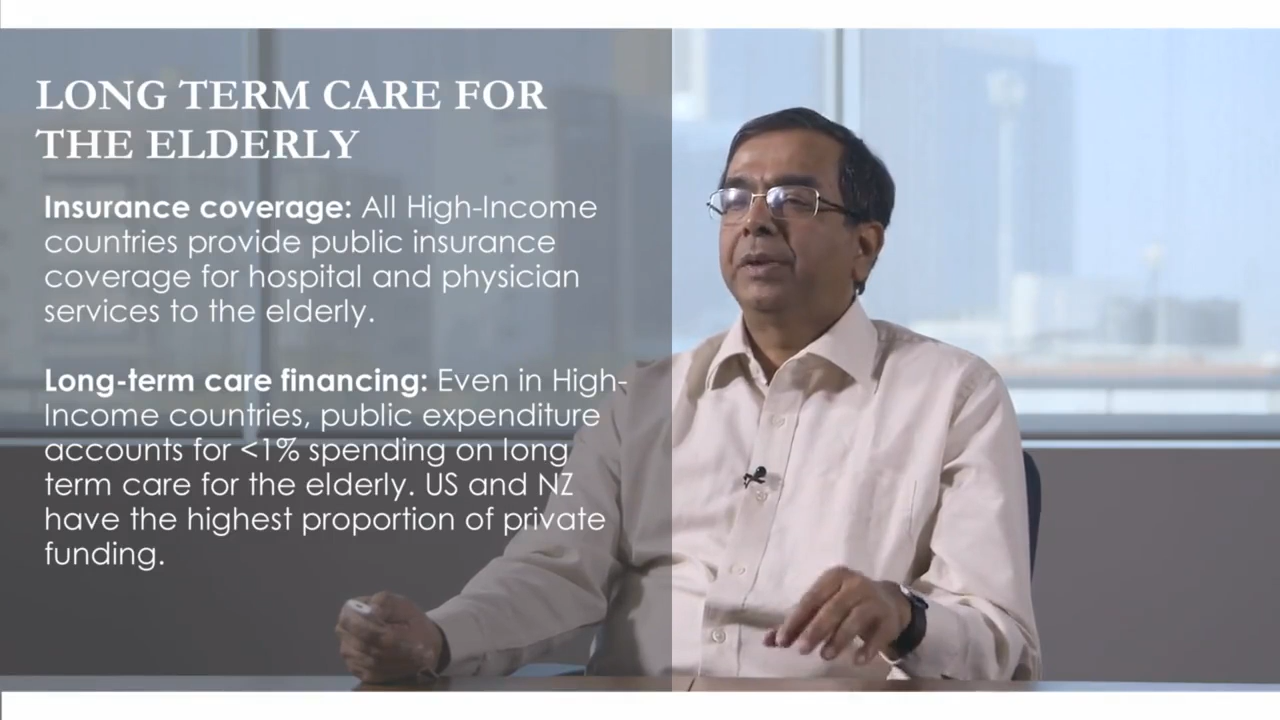 LONG TERM CARE FOR
THE ELDERLY
Insurance coverage: All High-Income
countries provide public insurance
coverage for hospital and physician
services to the elderly.
Long-term care financing: Even in High-
Income countries, public expenditure
accounts for <1% spending on long
term care for the elderly. US and NZ
have the highest proportion of private
funding.